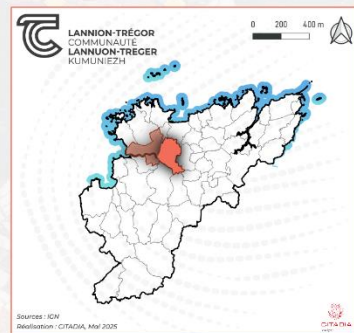 LANNION-TRÉGOR
COMMUNAUTÉ
LANNUON-TREGER
KUMUNIEZH
0 200 400 m
Sources : IGN
Réalisation : CITADIA, Mai 2025
CITADIA